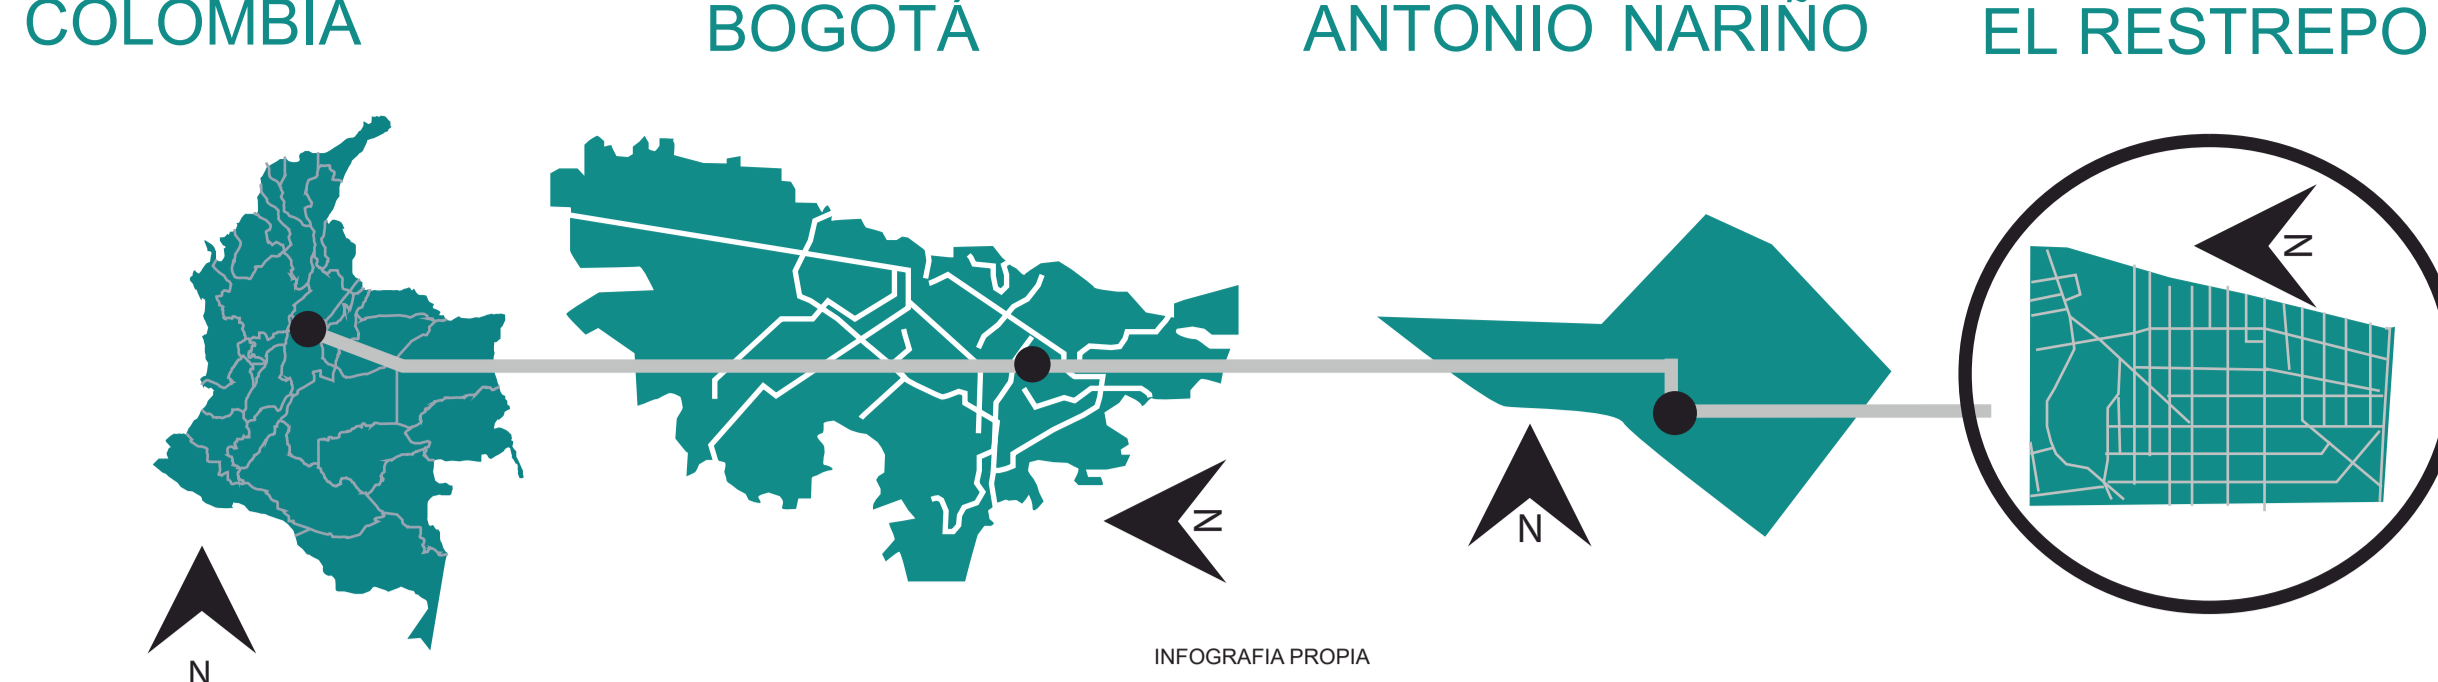 COLOMBIA
BOGOTÁ
ANTONIO NARIÑO
EL RESTREPO
N
N
N
N
INFOGRAFIA PROPIA